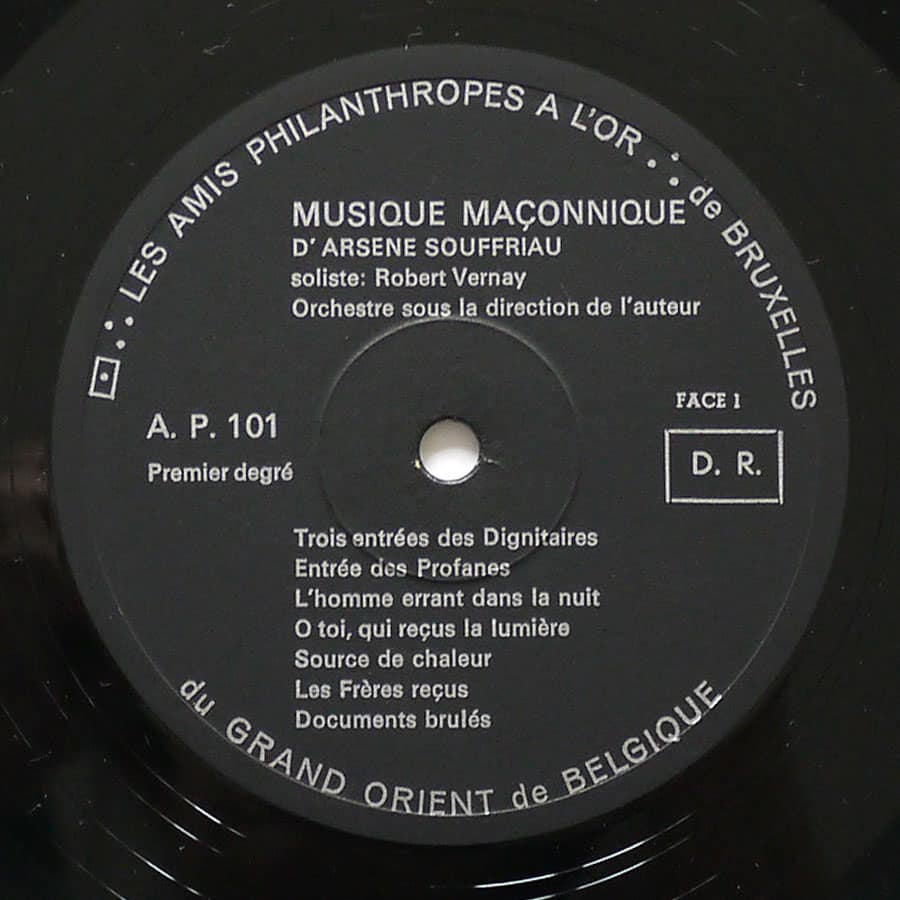 ⊡∴ LES AMIS PHILANTHROPES A L'OR∴ de BRUXELLES
MUSIQUE MAÇONNIQUE
D'ARSENE SOUFFRIAU
soliste: Robert Vernay
Orchestre sous la direction de l'auteur
FACE 1
A. P. 101
D. R.
Premier degré
Trois entrées des Dignitaires
Entrée des Profanes
L'homme errant dans la nuit
O toi, qui reçus la lumière
Source de chaleur
Les Frères reçus
Documents brulés
du GRAND ORIENT de BELGIQUE